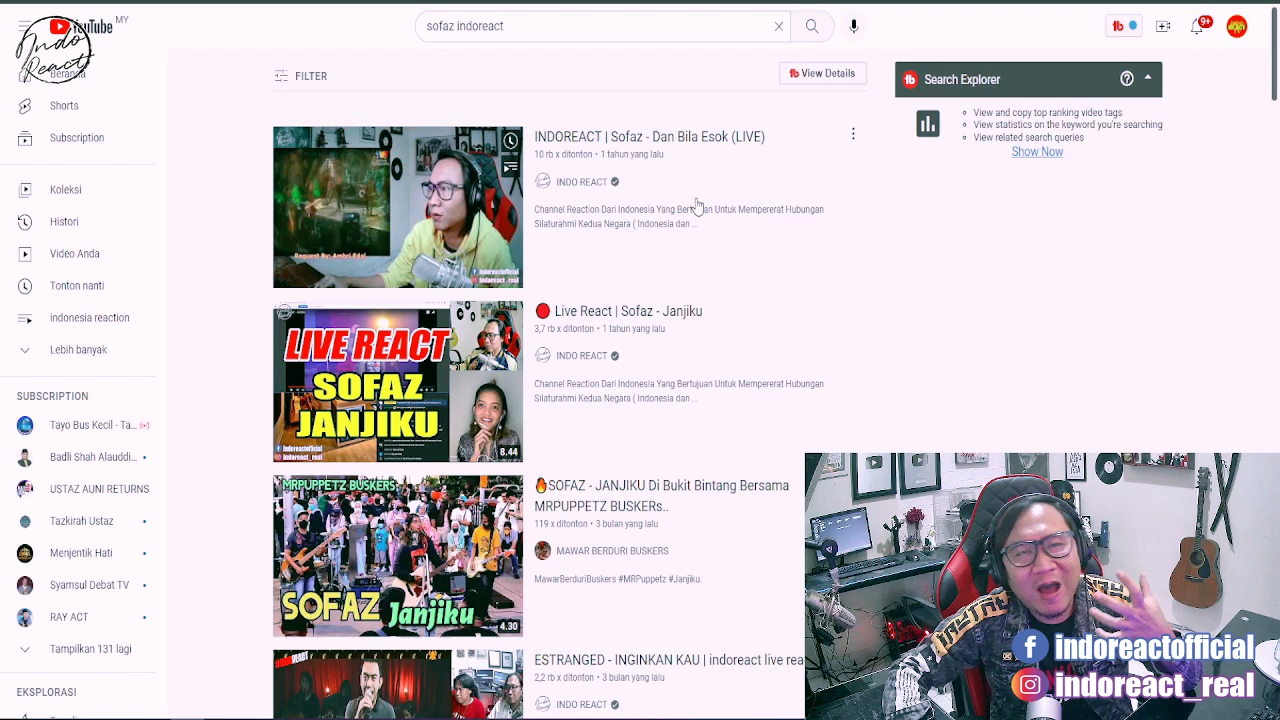 Indo
React
YouTube
MY
sofaz indoreact
9+
Beranda
Shorts
Subscription
Koleksi
Histori
Video Anda
Tonton nanti
indonesia reaction
Lebih banyak
SUBSCRIPTION
Tayo Bus Kecil - Ta...
Badli Shah Alauddi...
USTAZ AUNI RETURNS
Tazkirah Ustaz
Menjentik Hati
Syamsul Debat TV
RAY ACT
Tampilkan 131 lagi
EKSPLORASI
FILTER
View Details
INDOREACT | Sofaz - Dan Bila Esok (LIVE)
10 rb x ditonton • 1 tahun yang lalu
INDO REACT
Channel Reaction Dari Indonesia Yang Bertujuan Untuk Mempererat Hubungan
Silaturahmi Kedua Negara ( Indonesia dan ...
indoreactofficial
indoreact_real
Live React | Sofaz - Janjiku
3,7 rb x ditonton • 1 tahun yang lalu
INDO REACT
Channel Reaction Dari Indonesia Yang Bertujuan Untuk Mempererat Hubungan
Silaturahmi Kedua Negara ( Indonesia dan ...
LIVE REACT
SOFAZ
JANJIKU
8.44
SOFAZ - JANJIKU Di Bukit Bintang Bersama
MRPUPPETZ BUSKERs..
119 x ditonton • 3 bulan yang lalu
MAWAR BERDURI BUSKERS
MawarBerduriBuskers #MRPuppetz #Janjiku.
MRPUPPETZ BUSKERS
SOFAZ Janjiku
4.30
ESTRANGED - INGINKAN KAU | indoreact live rea
2,2 rb x ditonton • 3 bulan yang lalu
INDO REACT
Search Explorer
View and copy top ranking video tags
View statistics on the keyword you're searching
View related search queries
Show Now
indoreactofficial
indoreact_real